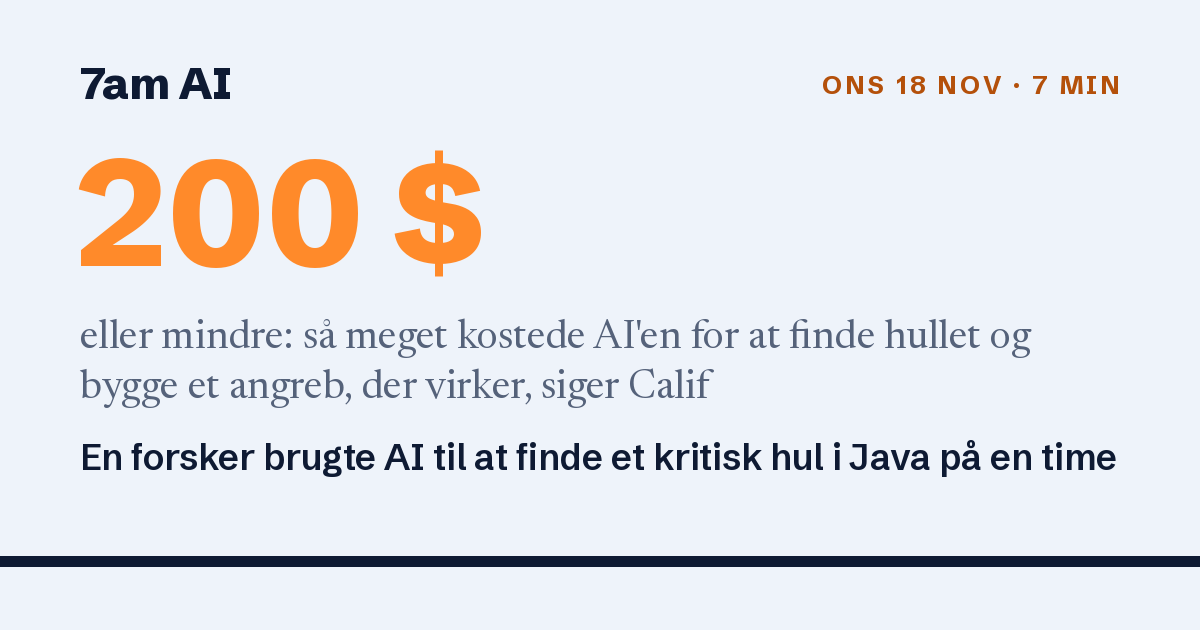 7am AI
ONS 18 NOV · 7 MIN
200 $
eller mindre: så meget kostede AI'en for at finde hullet og
bygge et angreb, der virker, siger Calif
En forsker brugte AI til at finde et kritisk hul i Java på en time